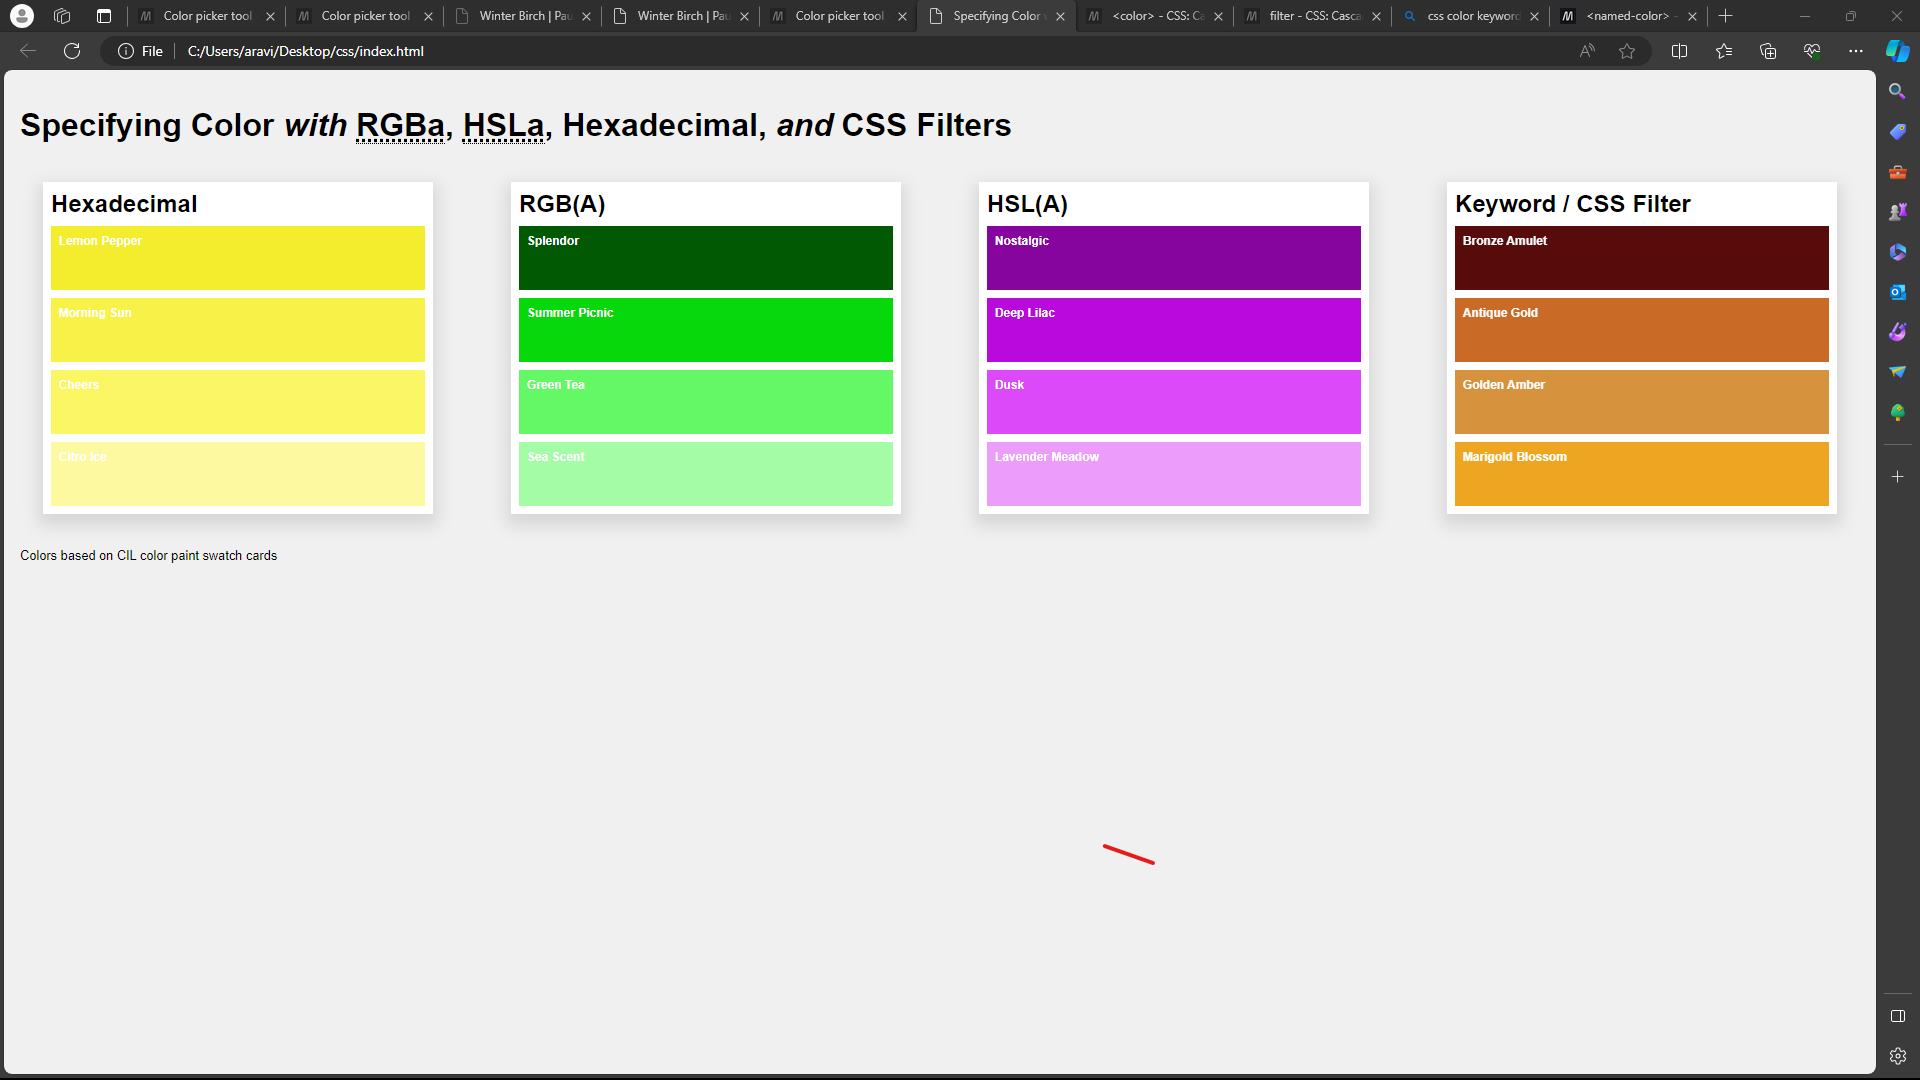 Color picker tool
Color picker tool
Winter Birch | Pau
Winter Birch | Pau
Color picker tool
Specifying Color
<color> - CSS: Ca
filter - CSS: Casca
css color keyword
<named-color> -
File
C:/Users/aravi/Desktop/css/index.html
Specifying Color with RGBa, HSLa, Hexadecimal, and CSS Filters
Hexadecimal
Lemon Pepper
Morning Sun
Cheers
Citro Ice
RGB(A)
Splendor
Summer Picnic
Green Tea
Sea Scent
HSL(A)
Nostalgic
Deep Lilac
Dusk
Lavender Meadow
Keyword / CSS Filter
Bronze Amulet
Antique Gold
Golden Amber
Marigold Blossom
Colors based on CIL color paint swatch cards